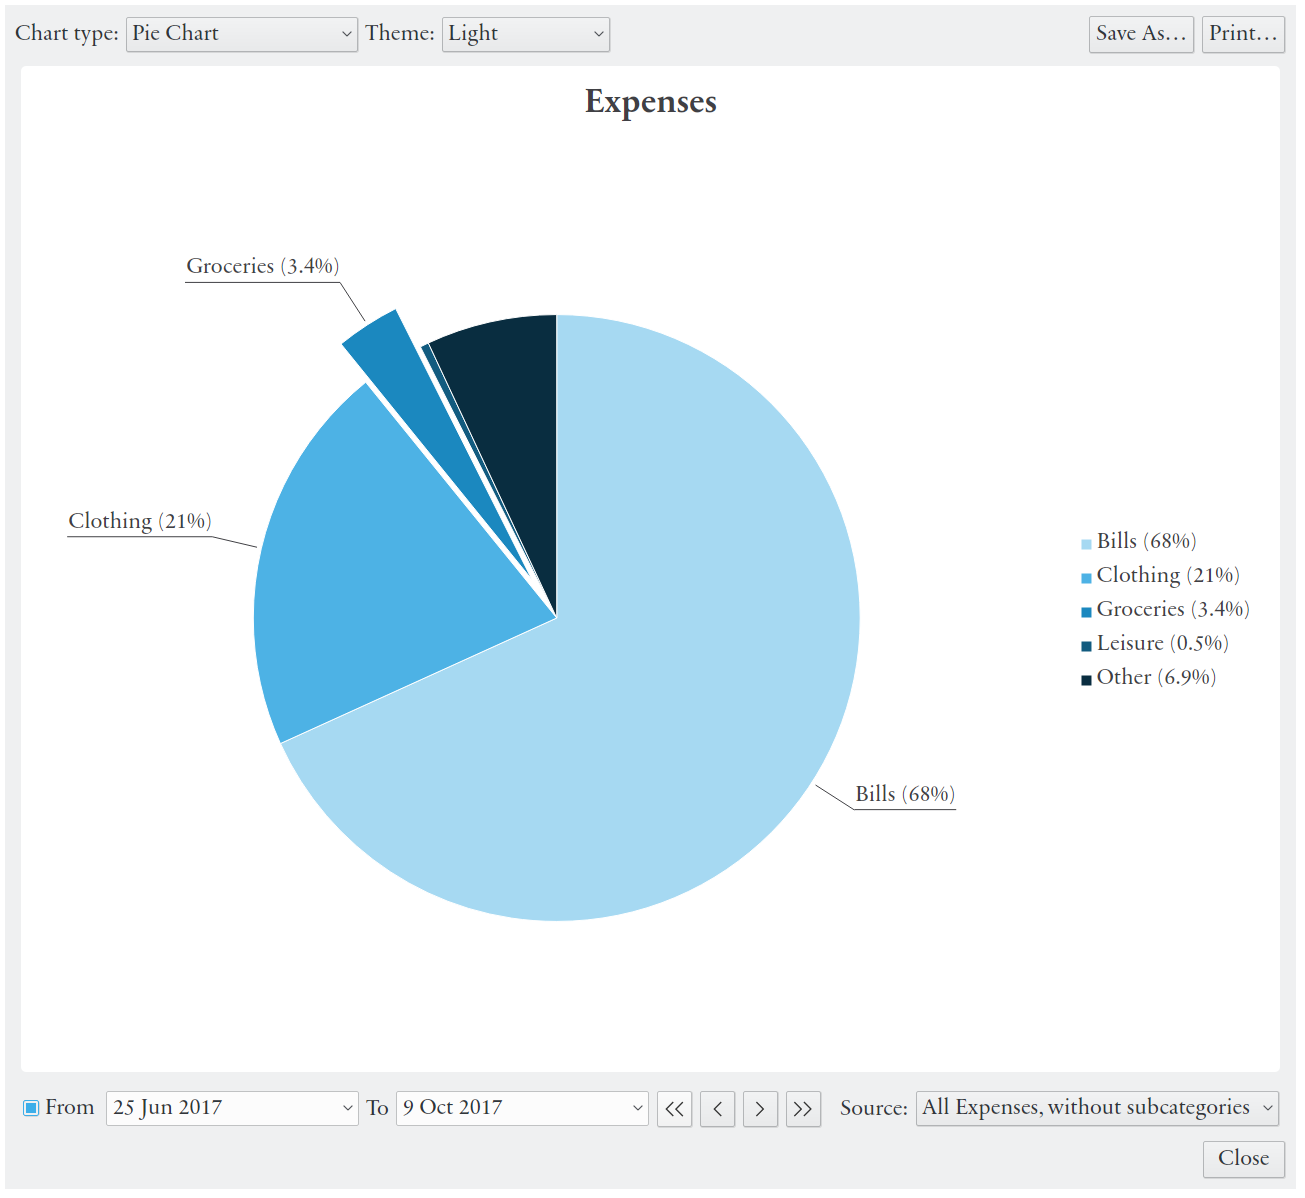 Chart type: Pie Chart Theme: Light Save As... Print...
Expenses
Groceries (3.4%)
Clothing (21%)
Bills (68%)
Bills (68%)
Clothing (21%)
Groceries (3.4%)
Leisure (0.5%)
Other (6.9%)
From 25 Jun 2017 To 9 Oct 2017 << < > >> Source: All Expenses, without subcategories
Close